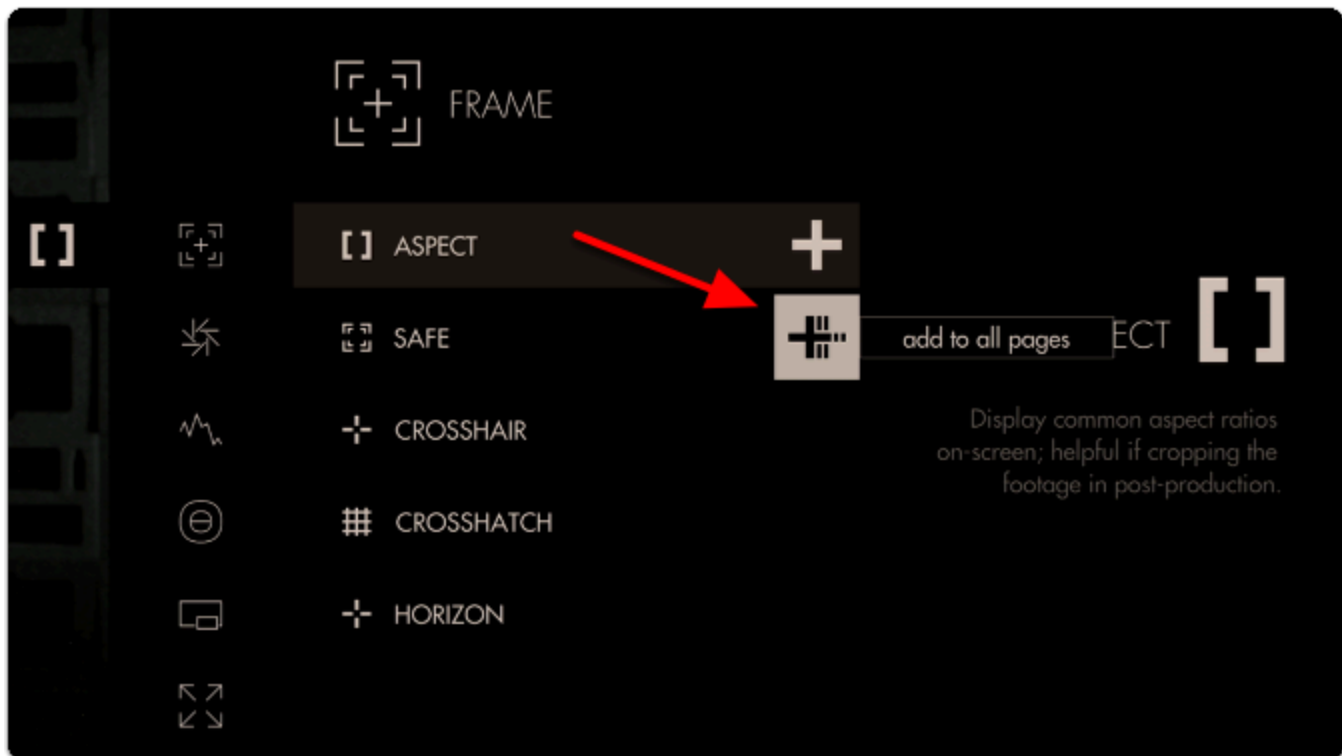 FRAME
ASPECT
SAFE
add to all pages
ECT
CROSSHAIR
Display common aspect ratios
on-screen; helpful if cropping the
footage in post-production.
CROSSHATCH
HORIZON